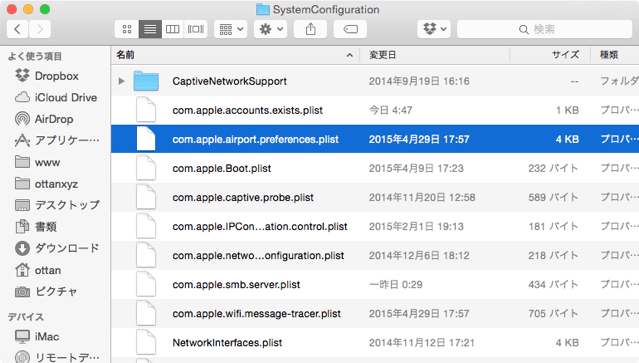 SystemConfiguration
検索
よく使う項目
Dropbox
iCloud Drive
AirDrop
アプリケー…
www
ottanxyz
デスクトップ
書類
ダウンロード
ottan
ピクチャ
デバイス
iMac
リモートデ…
名前 変更日 サイズ 種類
CaptiveNetworkSupport 2014年9月19日 16:16 -- フォルダ
com.apple.accounts.exists.plist 今日 4:47 1 KB プロパ…
com.apple.airport.preferences.plist 2015年4月29日 17:57 4 KB プロパ…
com.apple.Boot.plist 2015年4月9日 17:23 232 バイト プロパ…
com.apple.captive.probe.plist 2014年11月20日 12:58 589 バイト プロパ…
com.apple.IPCon…ation.control.plist 2015年2月1日 19:13 181 バイト プロパ…
com.apple.netwo…onfiguration.plist 2014年12月6日 18:12 218 バイト プロパ…
com.apple.smb.server.plist 一昨日 0:29 434 バイト プロパ…
com.apple.wifi.message-tracer.plist 2015年4月29日 17:57 705 バイト プロパ…
NetworkInterfaces.plist 2014年11月12日 17:21 4 KB プロパ…